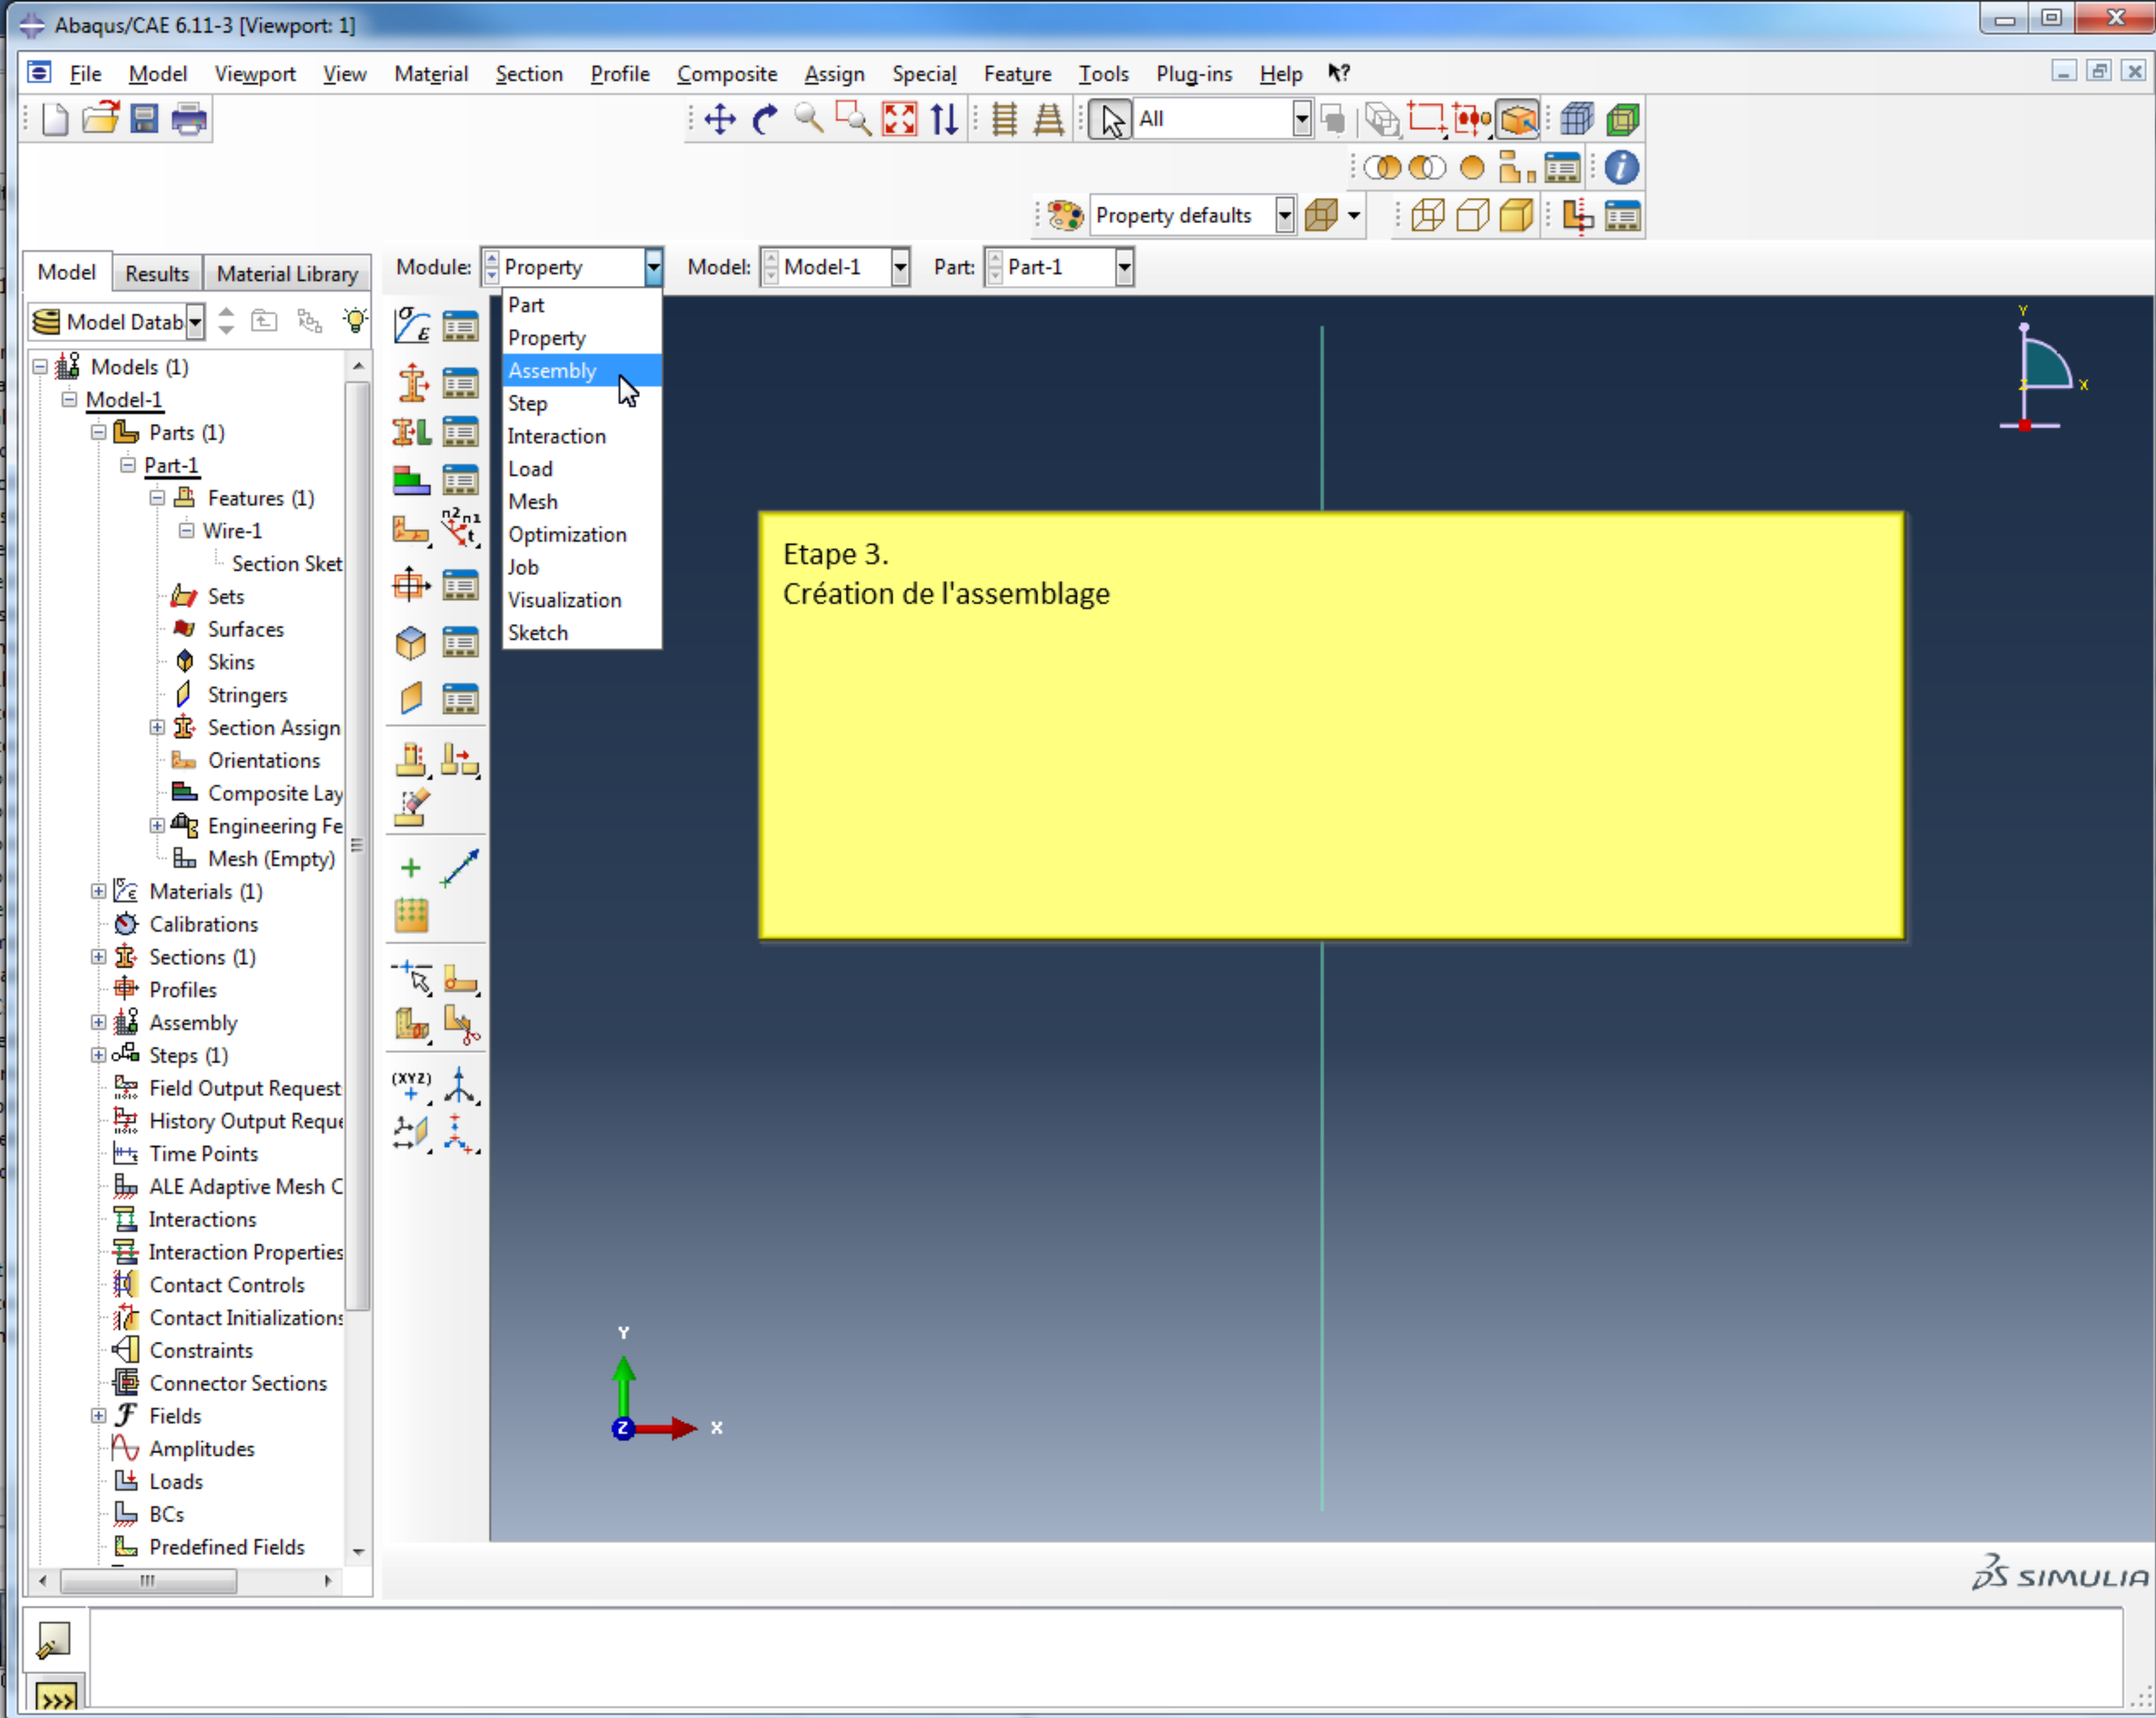 Abaqus/CAE 6.11-3 [Viewport: 1]
File Model Viewport View Material Section Profile Composite Assign Special Feature Tools Plug-ins Help
All
Property defaults
Model Results Material Library
Module: Property Model: Model-1 Part: Part-1
Model Datab
Part
Property
Assembly
Step
Interaction
Load
Mesh
Optimization
Job
Visualization
Sketch
Models (1)
Model-1
Parts (1)
Part-1
Features (1)
Wire-1
Section Sket
Sets
Surfaces
Skins
Stringers
Section Assign
Orientations
Composite Lay
Engineering Fe
Mesh (Empty)
Materials (1)
Calibrations
Sections (1)
Profiles
Assembly
Steps (1)
Field Output Request
History Output Reque
Time Points
ALE Adaptive Mesh C
Interactions
Interaction Properties
Contact Controls
Contact Initializations
Constraints
Connector Sections
Fields
Amplitudes
Loads
BCs
Predefined Fields
n2 n1
t
(XYZ)
Etape 3.
Création de l'assemblage
Y
X
Z
Y
Z X
SIMULIA
>>>